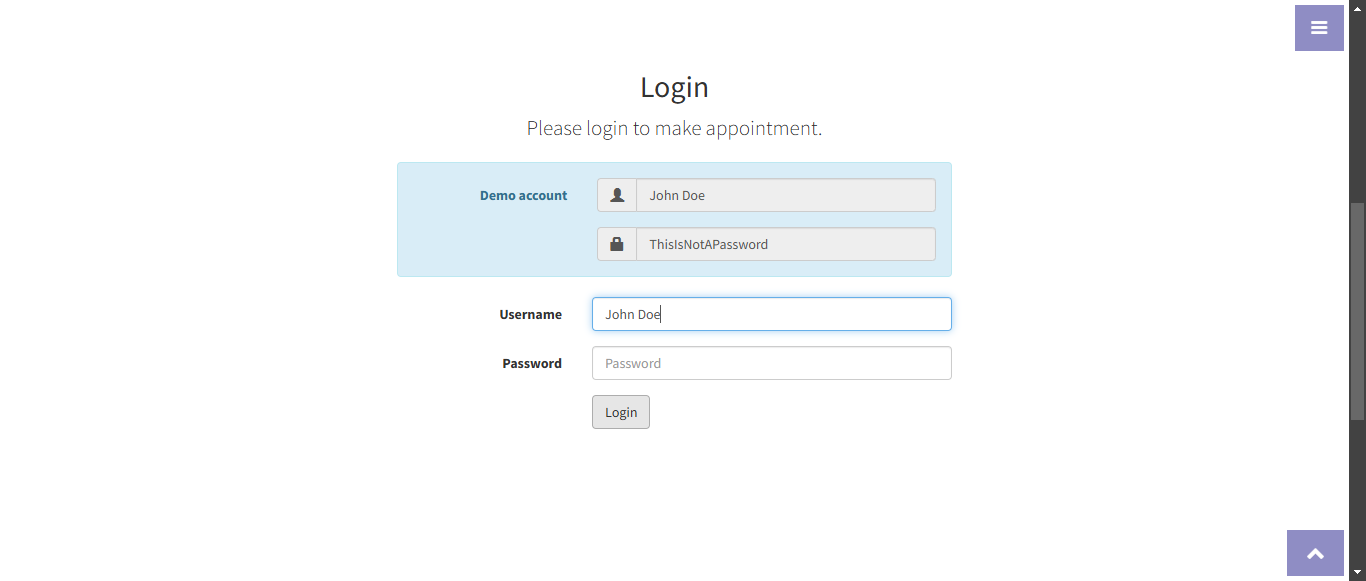 Login
Please login to make appointment.
Demo account
John Doe
ThisIsNotAPassword
Username
John Doe
Password
Password
Login